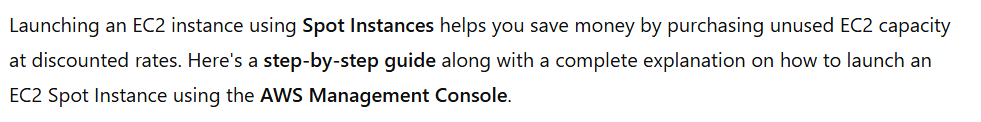 Launching an EC2 instance using Spot Instances helps you save money by purchasing unused EC2 capacity
at discounted rates. Here's a step-by-step guide along with a complete explanation on how to launch an
EC2 Spot Instance using the AWS Management Console.